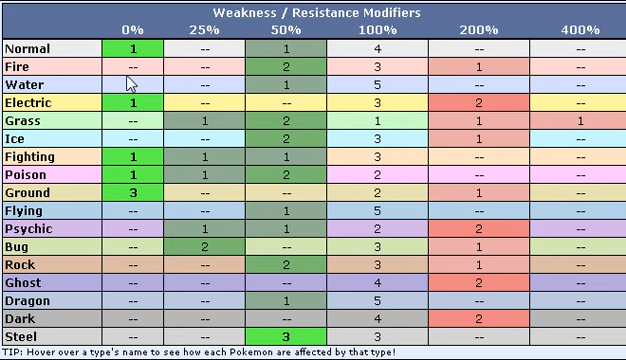 Weakness / Resistance Modifiers
0% 25% 50% 100% 200% 400%
Normal 1 -- 1 4 -- --
Fire -- -- 2 3 1 --
Water -- -- 1 5 -- --
Electric 1 -- -- 3 2 --
Grass -- 1 2 1 1 1
Ice -- -- 2 3 1 --
Fighting 1 1 1 3 -- --
Poison 1 1 2 2 -- --
Ground 3 -- -- 2 1 --
Flying -- -- 1 5 -- --
Psychic -- 1 1 2 2 --
Bug -- 2 -- 3 1 --
Rock -- -- 2 3 1 --
Ghost -- -- -- 4 2 --
Dragon -- -- 1 5 -- --
Dark -- -- -- 4 2 --
Steel -- -- 3 3 -- --
TIP: Hover over a type's name to see how each Pokemon are affected by that type!